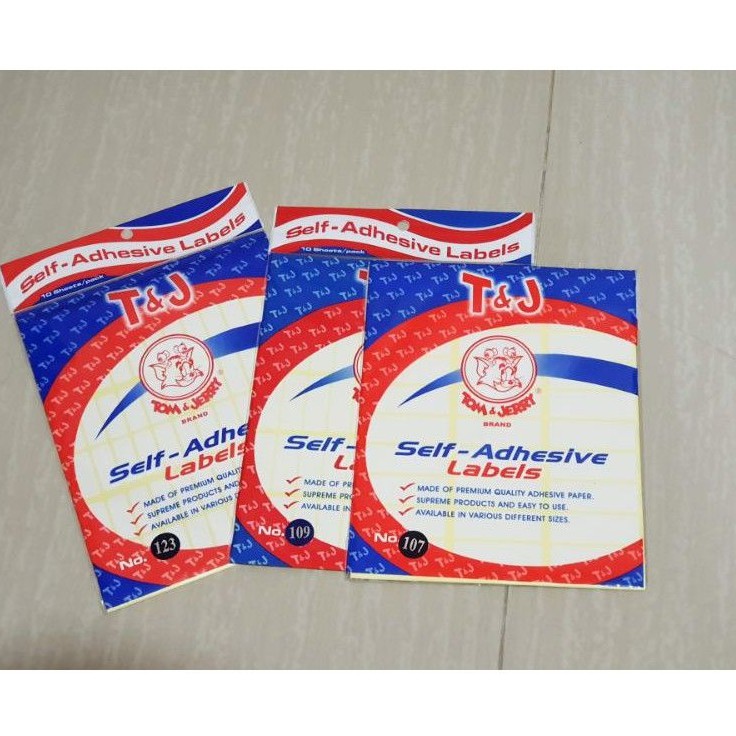 Self-Adhesive Labels
10 Sheets/pack
T&J
TOM & JERRY
BRAND
Self-Adhe
Labels
MADE OF PREMIUM QUALITY
SUPREME PRODUCTS AND
AVAILABLE IN VARIOUS
No. 123
Self-Adhesive Labels
10 Sheets/pack
Self-
MADE OF PREMIUM
SUPREME
AVAILABLE IN
No. 109
T&J
TOM & JERRY
®
BRAND
Self-Adhesive
Labels
MADE OF PREMIUM QUALITY ADHESIVE PAPER.
SUPREME PRODUCTS AND EASY TO USE.
AVAILABLE IN VARIOUS DIFFERENT SIZES.
No. 107